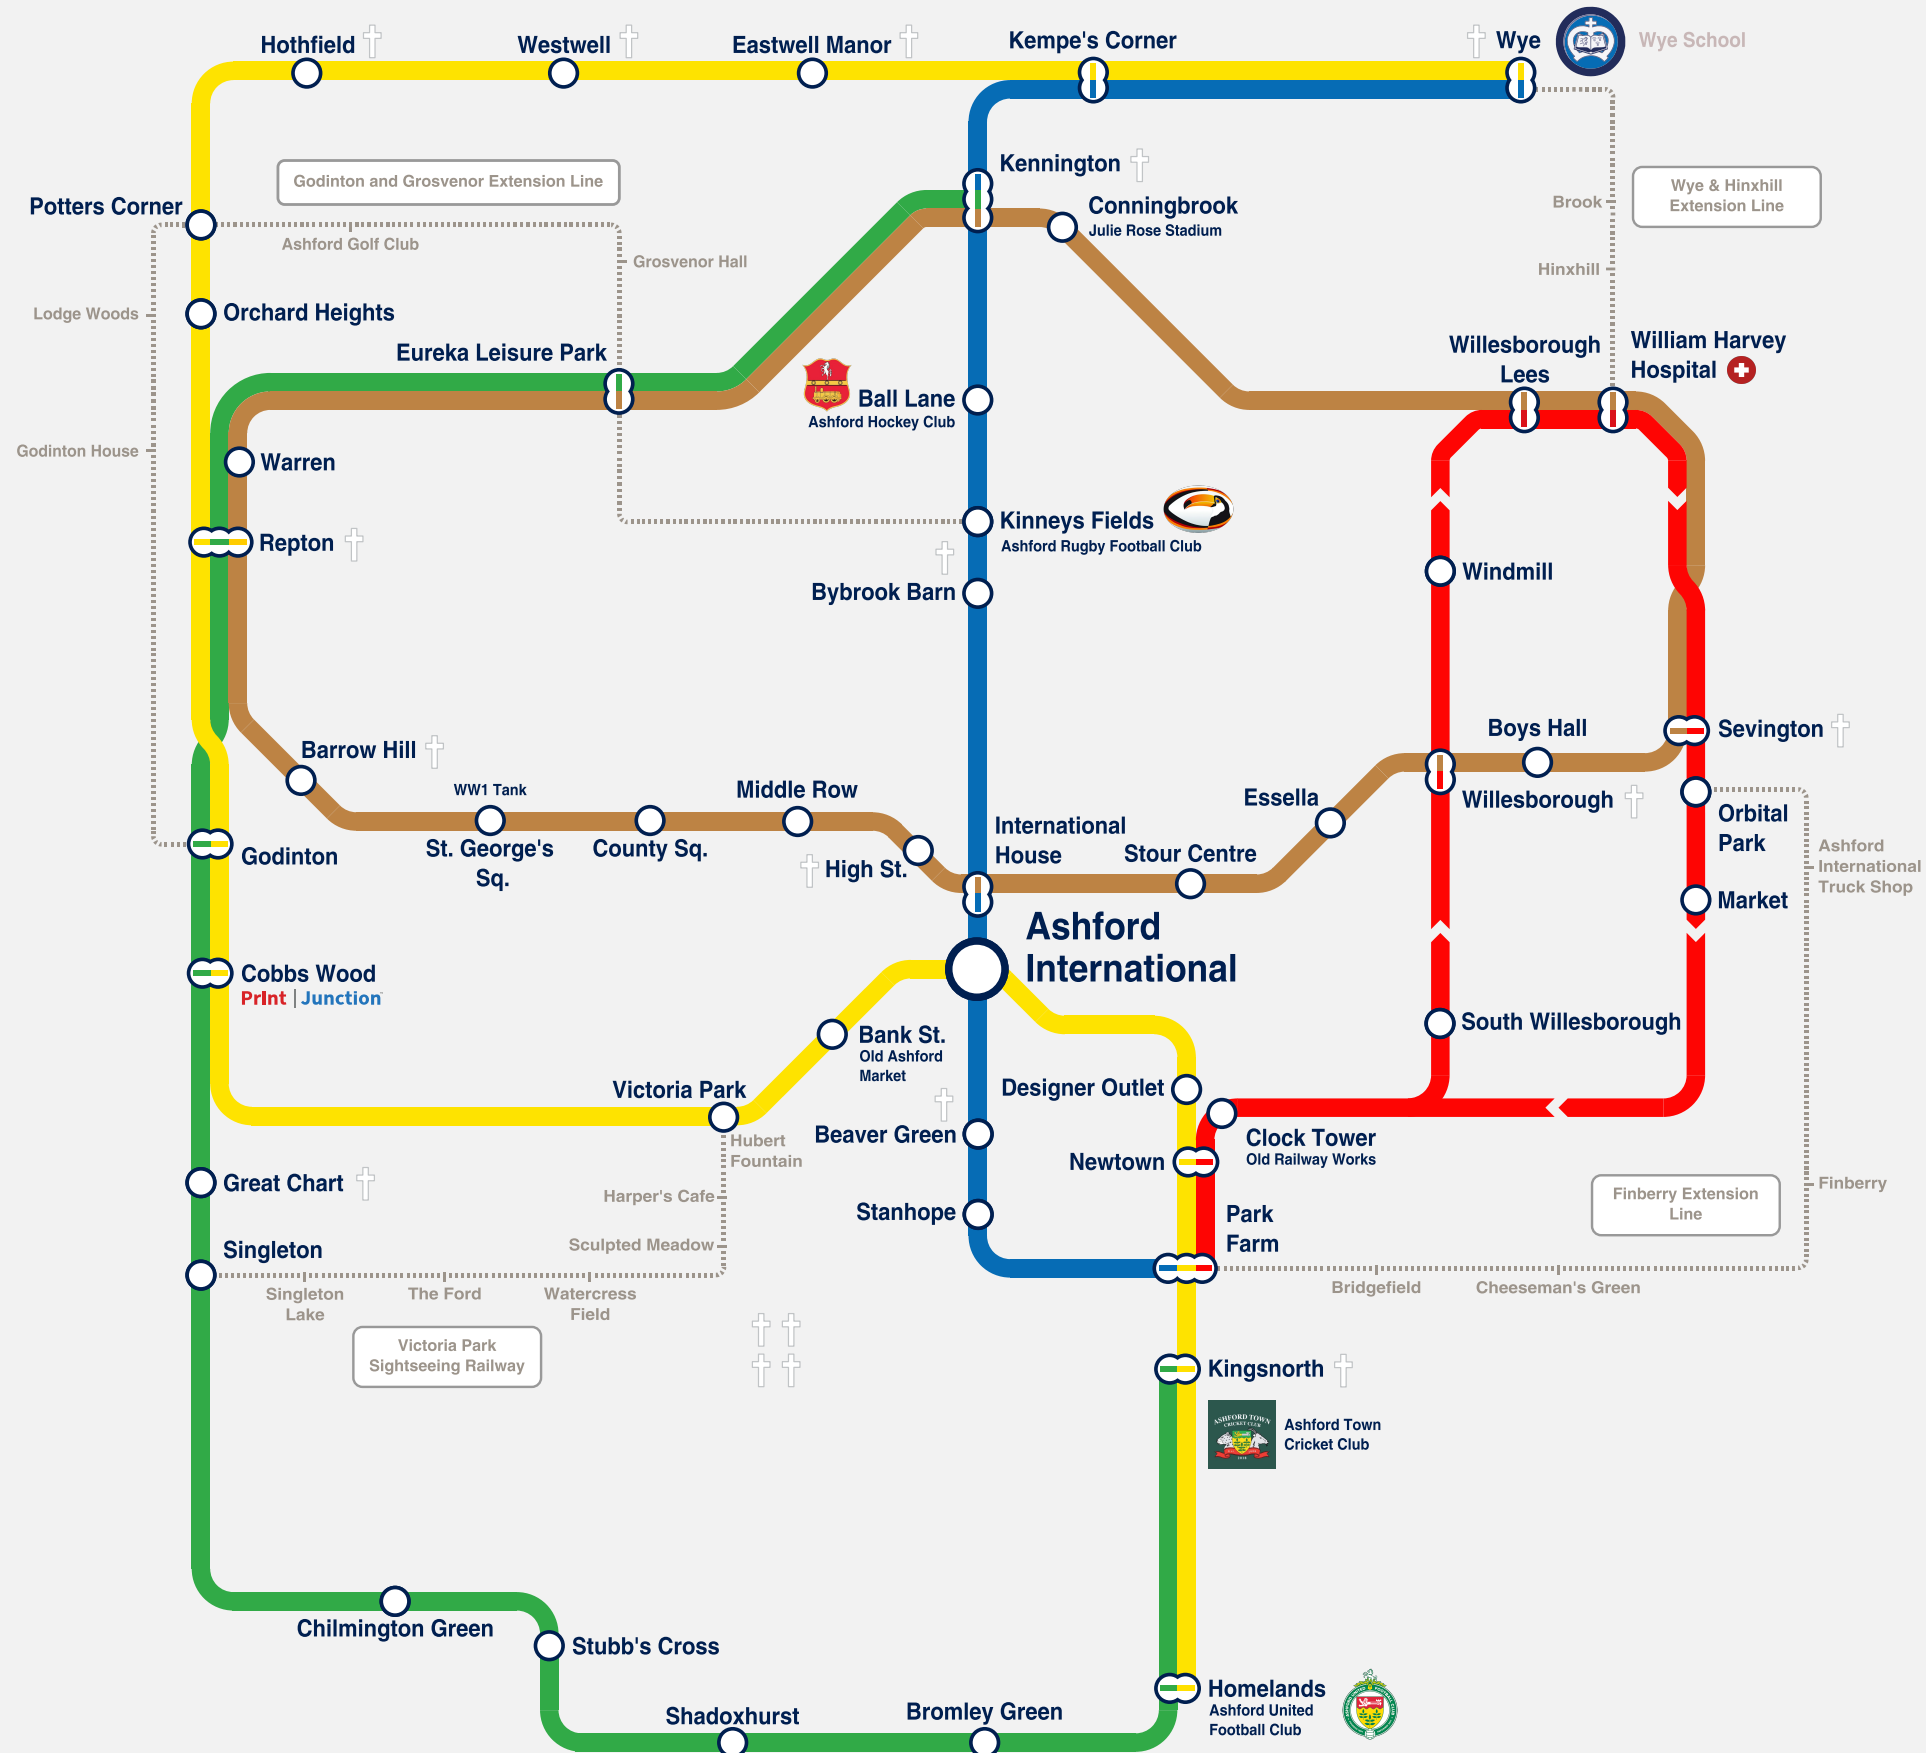 Hothfield
Westwell
Eastwell Manor
Kempe's Corner
Wye
Wye School
Godinton and Grosvenor Extension Line
Kennington
Conningbrook
Julie Rose Stadium
Brook
Wye & Hinxhill
Extension Line
Hinxhill
Potters Corner
Ashford Golf Club
Grosvenor Hall
Lodge Woods
Orchard Heights
Eureka Leisure Park
Willesborough
Lees
William Harvey
Hospital
Ball Lane
Ashford Hockey Club
Godinton House
Warren
Repton
Kinneys Fields
Ashford Rugby Football Club
Windmill
Bybrook Barn
Barrow Hill
WW1 Tank
St. George's
Sq.
County Sq.
Middle Row
High St.
International
House
Stour Centre
Essella
Boys Hall
Willesborough
Sevington
Orbital
Park
Ashford
International
Truck Shop
Market
Godinton
Cobbs Wood
PrInt | Junction
Ashford
International
Bank St.
Old Ashford
Market
South Willesborough
Victoria Park
Designer Outlet
Hubert
Fountain
Beaver Green
Clock Tower
Old Railway Works
Newtown
Great Chart
Harper's Cafe
Stanhope
Park
Farm
Finberry Extension
Line
Finberry
Singleton
Sculpted Meadow
Singleton
Lake
The Ford
Watercress
Field
Bridgefield
Cheeseman's Green
Victoria Park
Sightseeing Railway
Kingsnorth
ASHFORD TOWN
CRICKET CLUB
Ashford Town
Cricket Club
Chilmington Green
Stubb's Cross
Shadoxhurst
Bromley Green
Homelands
Ashford United
Football Club